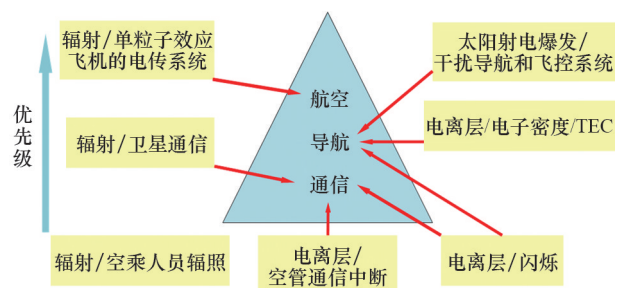 优先级
辐射/单粒子效应
飞机的电传系统
太阳射电爆发/
干扰导航和飞控系统
航空
辐射/卫星通信
导航
电离层/电子密度/TEC
通信
辐射/空乘人员辐照
电离层/
空管通信中断
电离层/闪烁